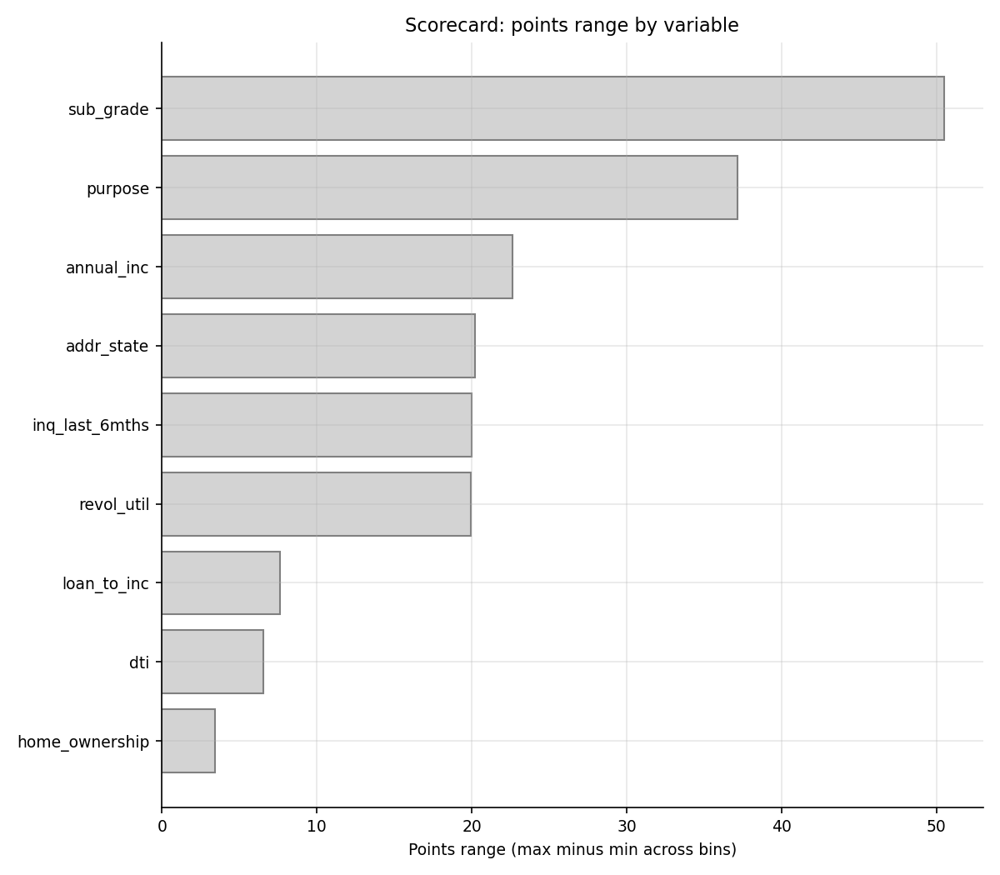 Scorecard: points range by variable
sub_grade
purpose
annual_inc
addr_state
inq_last_6mths
revol_util
loan_to_inc
dti
home_ownership
0 10 20 30 40 50
Points range (max minus min across bins)